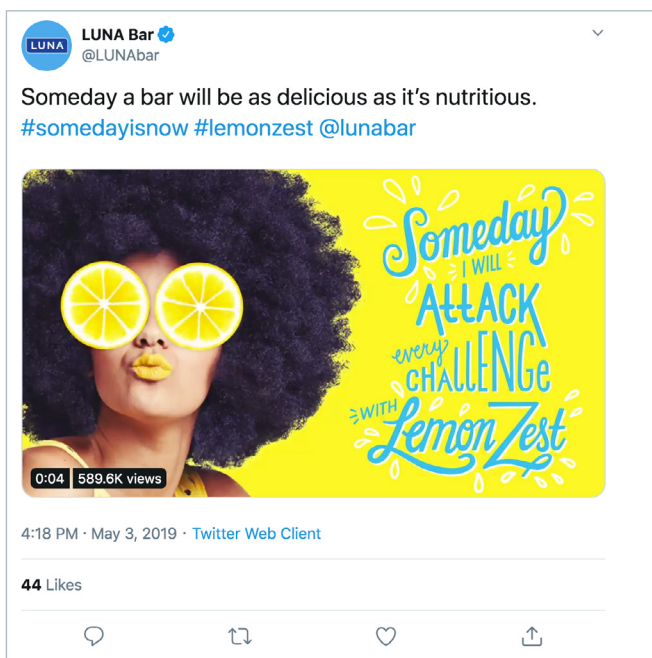 LUNA
LUNA Bar
@LUNAbar
Someday a bar will be as delicious as it's nutritious.
#somedayisnow #lemonzest @lunabar
Someday
I WILL
AttACK
every
CHALLENGe
WITH
Lemon Zest
0:04 589.6K views
4:18 PM · May 3, 2019 · Twitter Web Client
44 Likes